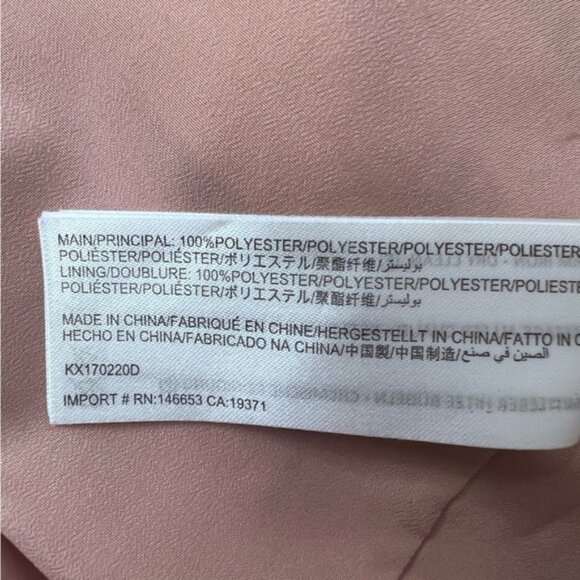 MAIN/PRINCIPAL: 100%POLYESTER/POLYESTER/POLYESTER/POLIESTER
POLIÉSTER/POLIÉSTER/ポリエステル/聚酯纤维/بوليستر
LINING/DOUBLURE: 100%POLYESTER/POLYESTER/POLYESTER/POLIESTE
POLIÉSTER/POLIÉSTER/ポリエステル/聚酯纤维/بوليستر
MADE IN CHINA/FABRIQUÉ EN CHINE/HERGESTELLT IN CHINA/FATTO IN C
HECHO EN CHINA/FABRICADO NA CHINA/中国製/中国制造/الصين في صنع
KX170220D
IMPORT # RN:146653 CA:19371